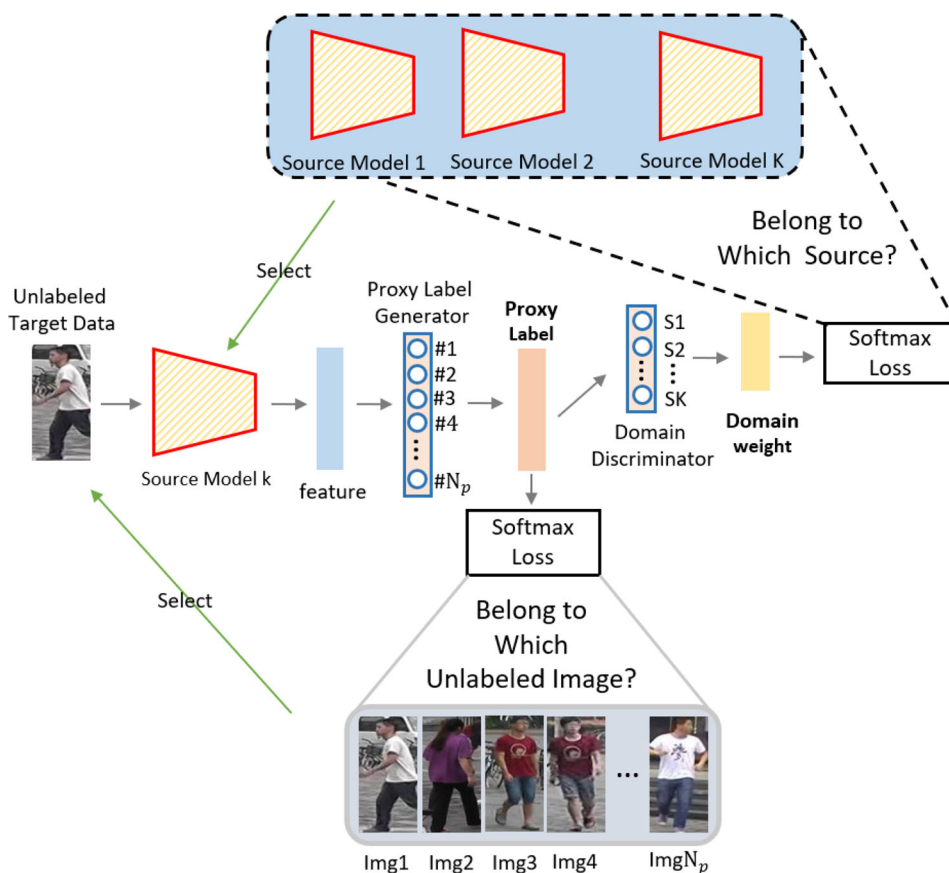 Source Model 1
Source Model 2
Source Model K
Belong to
Which Source?
Select
Unlabeled
Target Data
Proxy Label
Generator
Proxy
Label
#1
#2
#3
#4
#N_p
S1
S2
SK
Softmax
Loss
Source Model k
feature
Domain
Discriminator
Domain
weight
Softmax
Loss
Select
Belong to
Which
Unlabeled Image?
Img1
Img2
Img3
Img4
...
ImgN_p